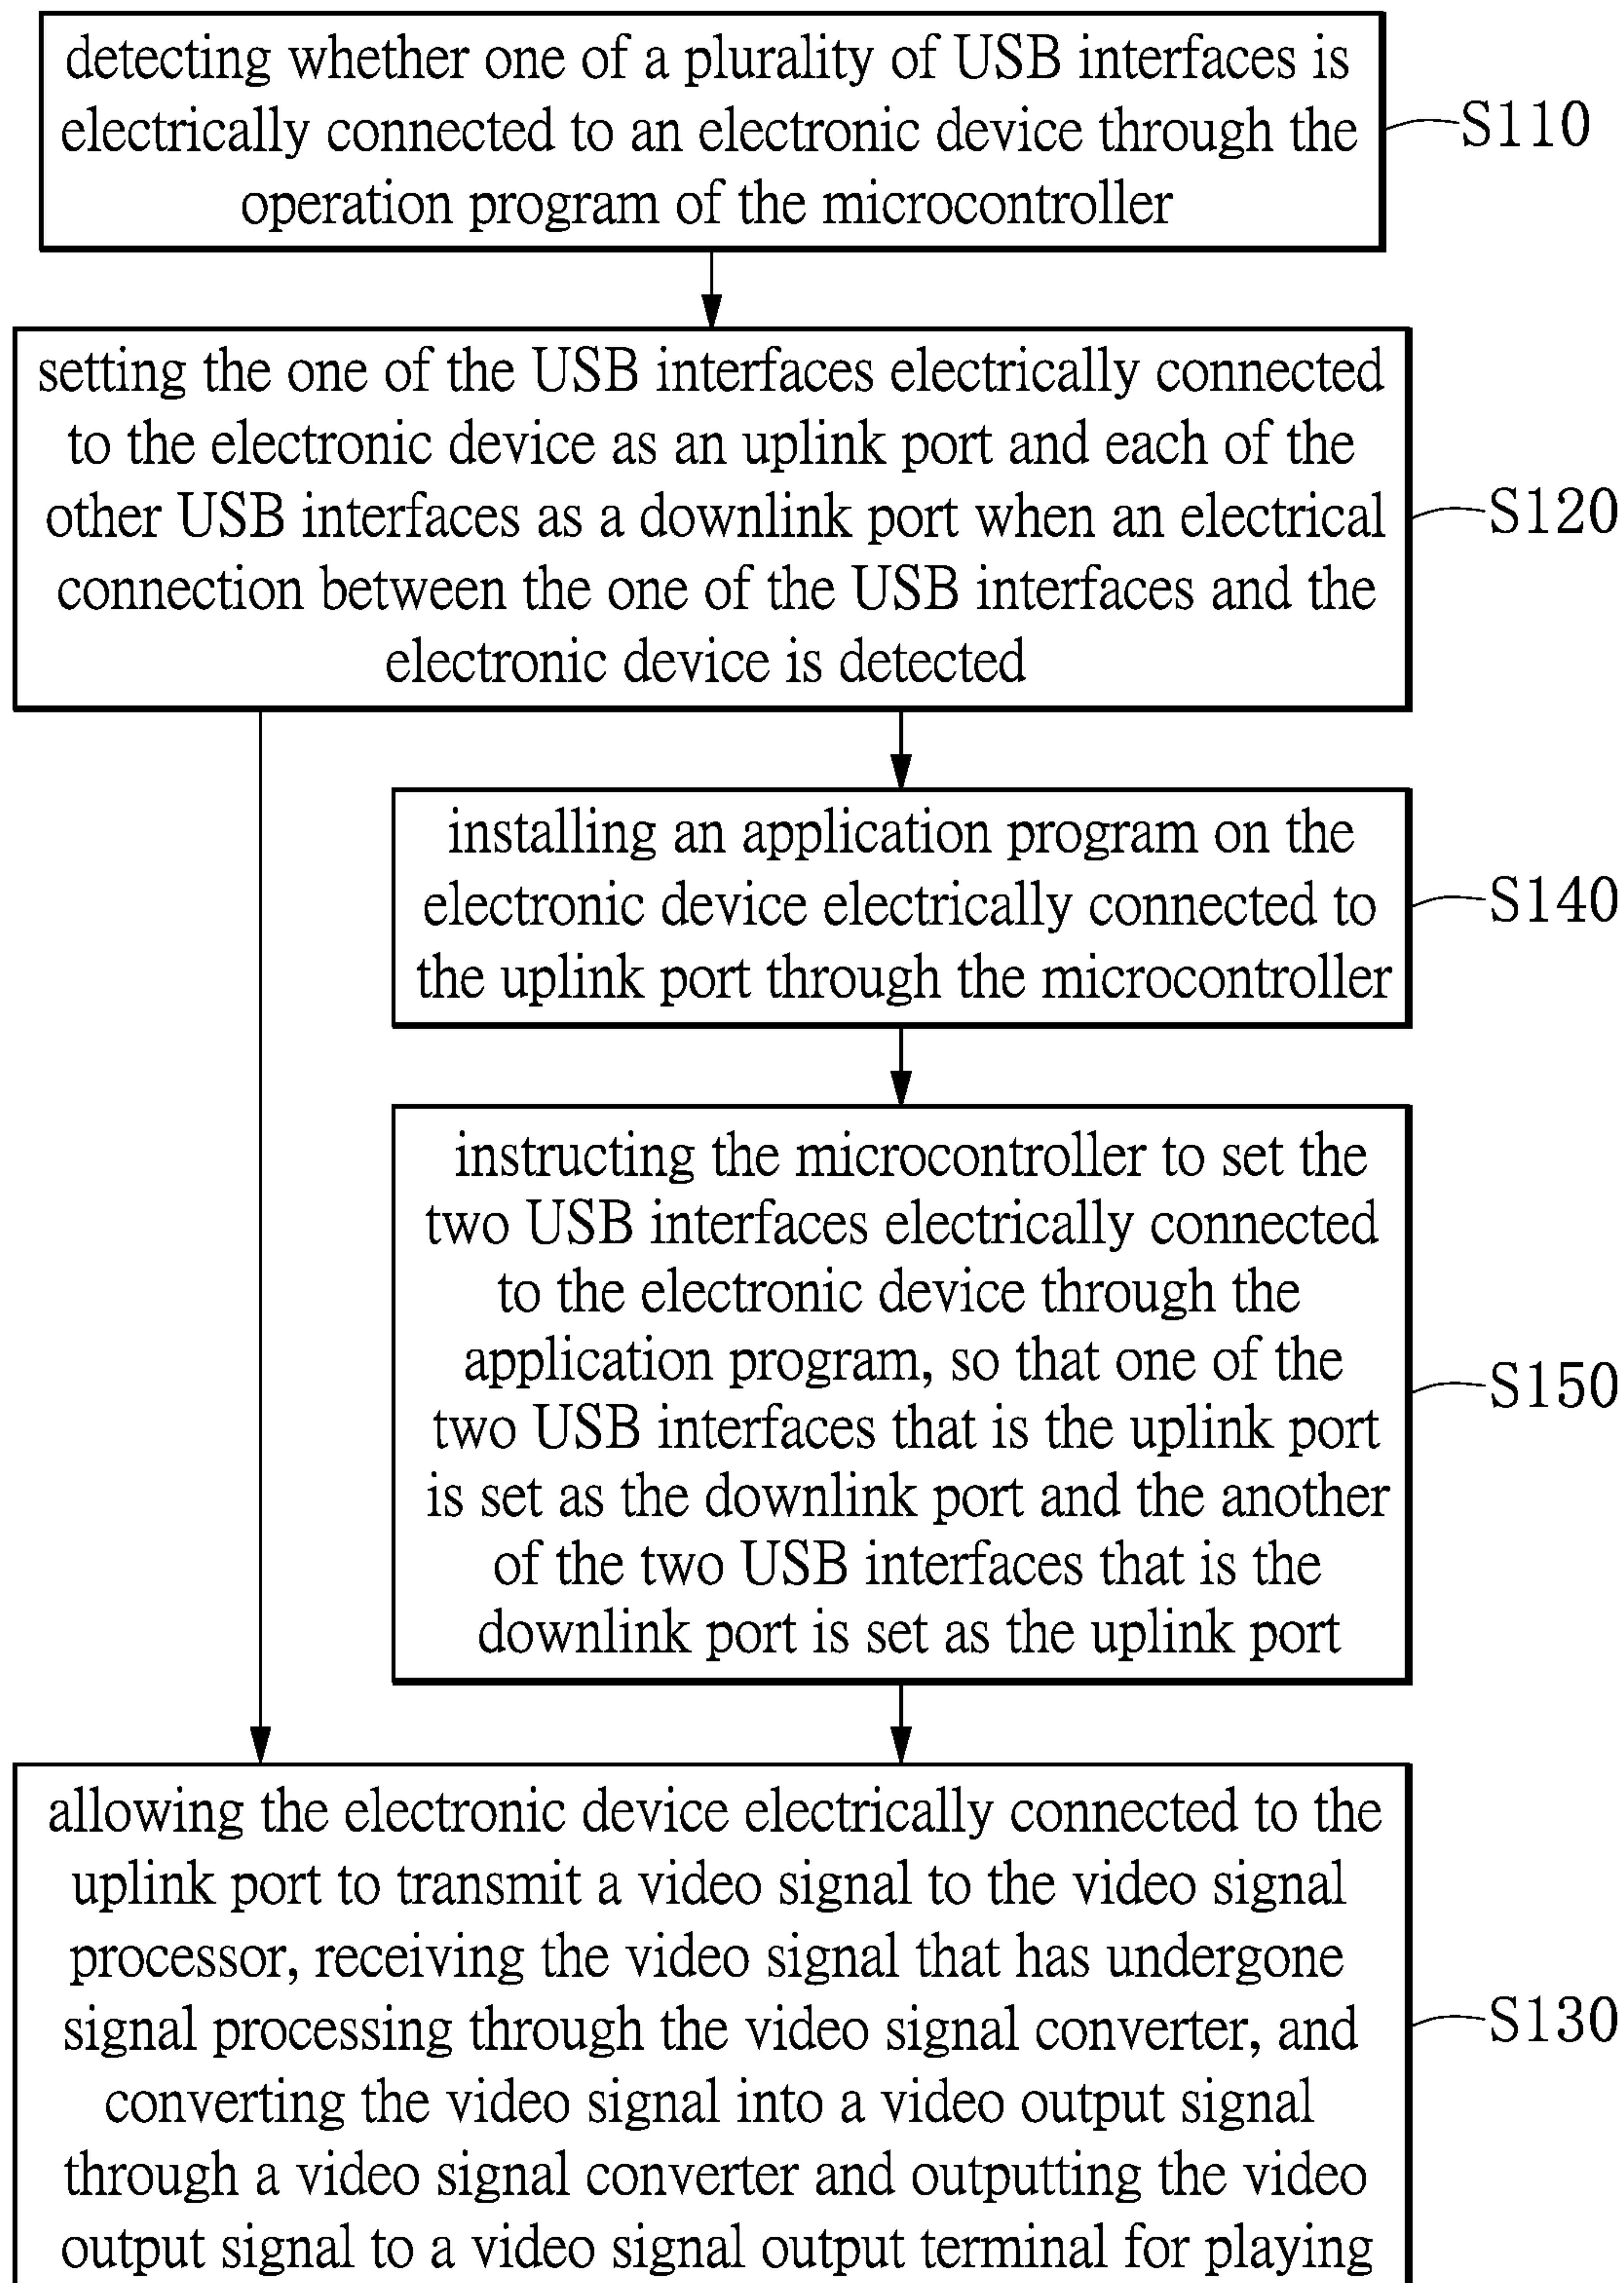 detecting whether one of a plurality of USB interfaces is
electrically connected to an electronic device through the
operation program of the microcontroller
S110
setting the one of the USB interfaces electrically connected
to the electronic device as an uplink port and each of the
other USB interfaces as a downlink port when an electrical
connection between the one of the USB interfaces and the
electronic device is detected
S120
installing an application program on the
electronic device electrically connected to
the uplink port through the microcontroller
S140
instructing the microcontroller to set the
two USB interfaces electrically connected
to the electronic device through the
application program, so that one of the
two USB interfaces that is the uplink port
is set as the downlink port and the another
of the two USB interfaces that is the
downlink port is set as the uplink port
S150
allowing the electronic device electrically connected to the
uplink port to transmit a video signal to the video signal
processor, receiving the video signal that has undergone
signal processing through the video signal converter, and
converting the video signal into a video output signal
through a video signal converter and outputting the video
output signal to a video signal output terminal for playing
S130